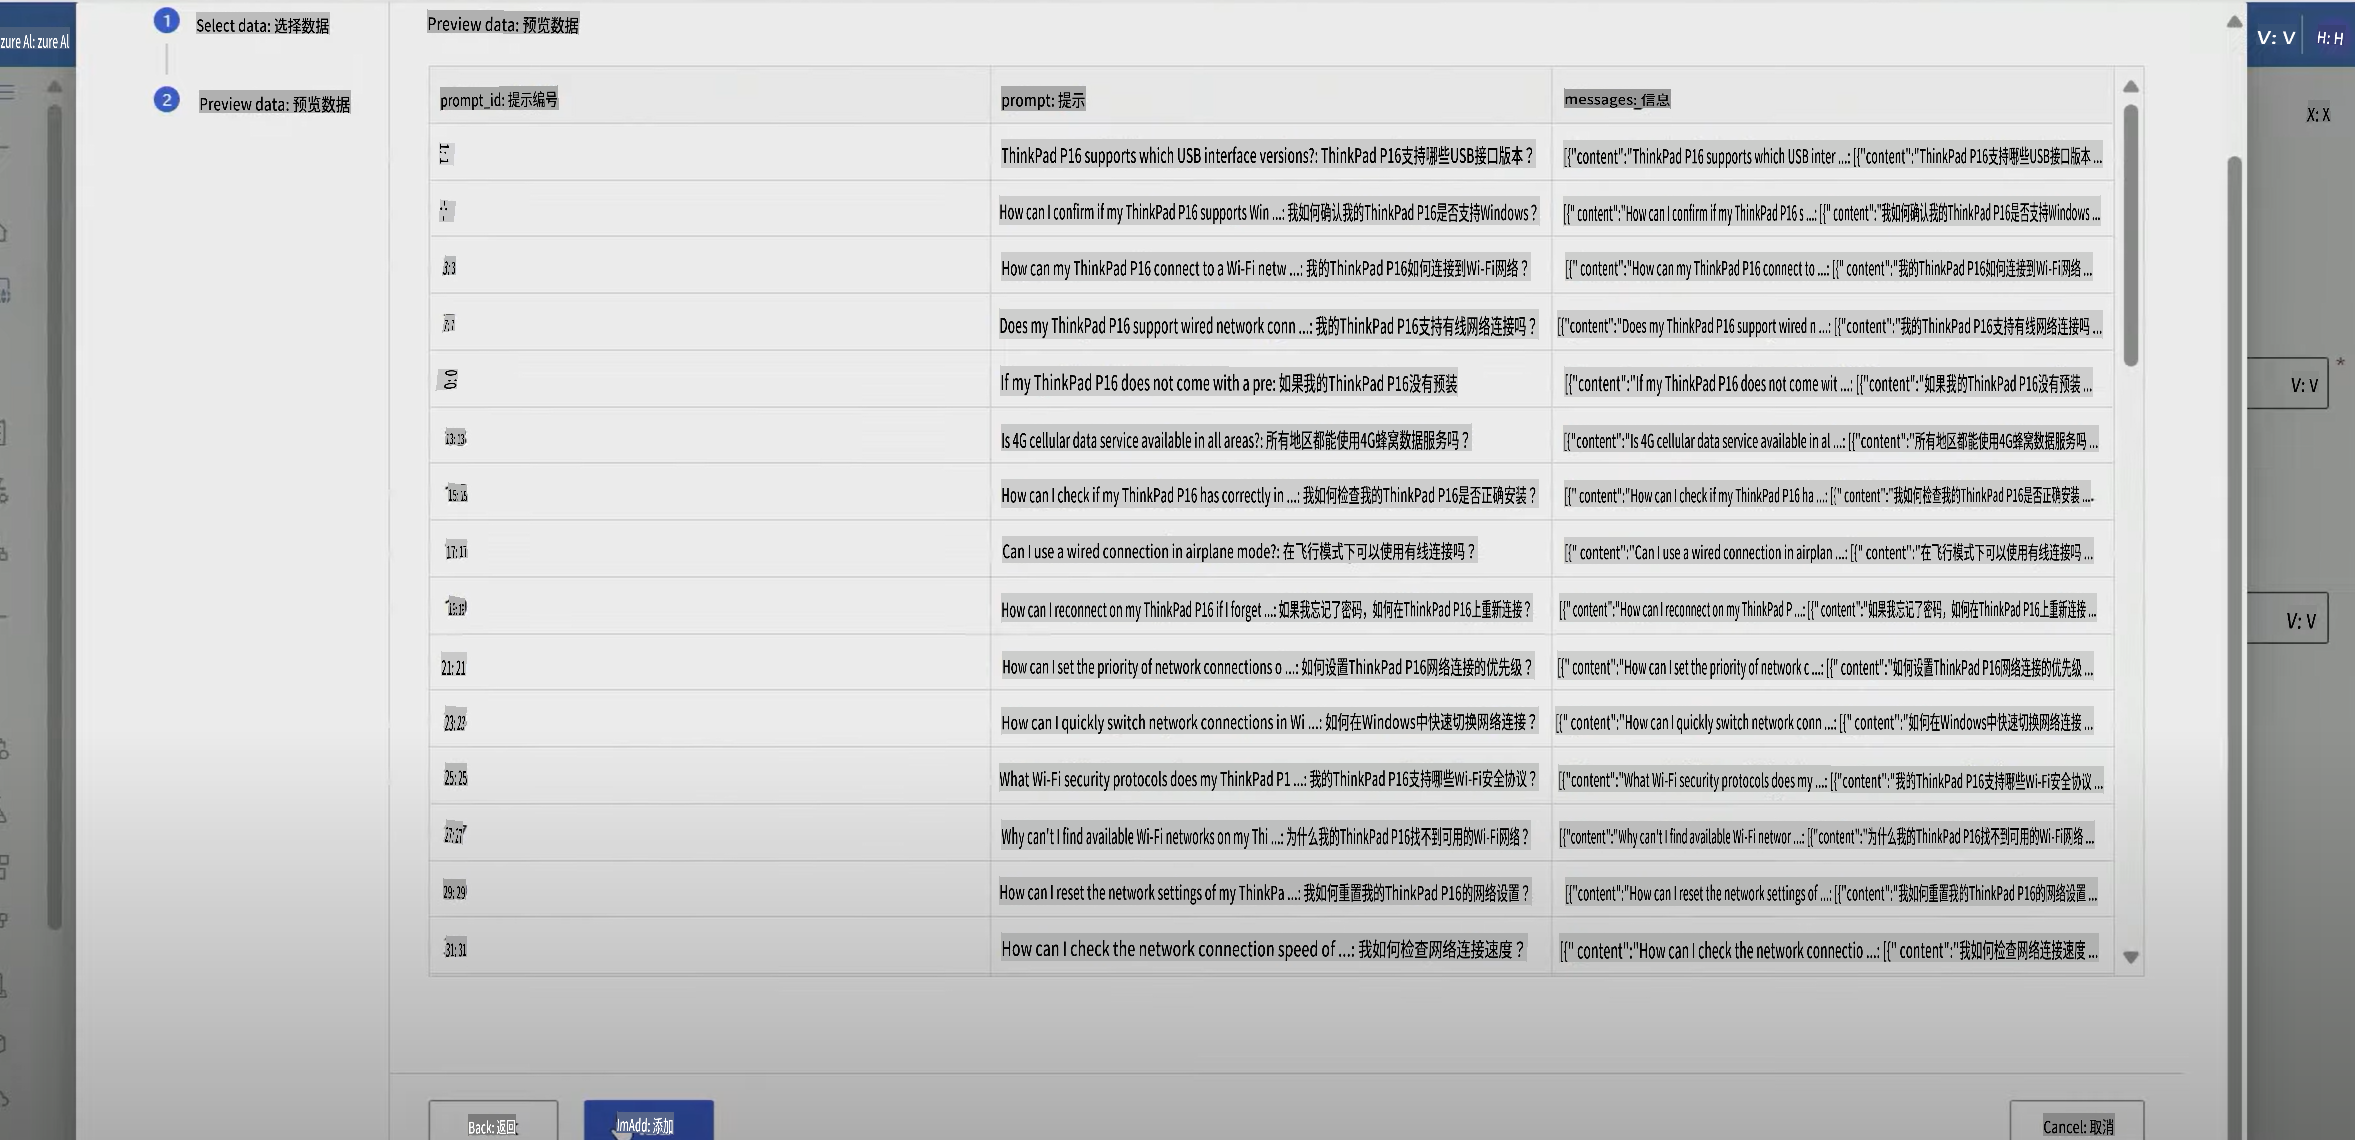 zure Al: zure Al
V: V
H: H
1
Select data: 选择数据
2
Preview data: 预览数据
Preview data: 预览数据
X: X
V: V
*
V: V
prompt_id: 提示编号
prompt: 提示
messages: 信息
1: 1
ThinkPad P16 supports which USB interface versions?: ThinkPad P16支持哪些USB接口版本？
[{"content":"ThinkPad P16 supports which USB inter ...: [{"content":"ThinkPad P16支持哪些USB接口版本 ...
How can I confirm if my ThinkPad P16 supports Win ...: 我如何确认我的ThinkPad P16是否支持Windows？
[{" content":"How can I confirm if my ThinkPad P16 s ...: [{" content":"我如何确认我的ThinkPad P16是否支持Windows ...
3: 3
How can my ThinkPad P16 connect to a Wi-Fi netw ...: 我的ThinkPad P16如何连接到Wi-Fi网络？
[{" content":"How can my ThinkPad P16 connect to ...: [{" content":"我的ThinkPad P16如何连接到Wi-Fi网络 ...
7: 7
Does my ThinkPad P16 support wired network conn ...: 我的ThinkPad P16支持有线网络连接吗？
[{"content":"Does my ThinkPad P16 support wired n ...: [{"content":"我的ThinkPad P16支持有线网络连接吗 ...
0: 0
If my ThinkPad P16 does not come with a pre: 如果我的ThinkPad P16没有预装
[{"content":"If my ThinkPad P16 does not come wit ...: [{"content":"如果我的ThinkPad P16没有预装 ...
13: 13
Is 4G cellular data service available in all areas?: 所有地区都能使用4G蜂窝数据服务吗？
[{"content":"Is 4G cellular data service available in al ...: [{"content":"所有地区都能使用4G蜂窝数据服务吗 ...
15: 15
How can I check if my ThinkPad P16 has correctly in ...: 我如何检查我的ThinkPad P16是否正确安装？
[{" content":"How can I check if my ThinkPad P16 ha ...: [{" content":"我如何检查我的ThinkPad P16是否正确安装 ...
17: 17
Can I use a wired connection in airplane mode?: 在飞行模式下可以使用有线连接吗？
[{" content":"Can I use a wired connection in airplan ...: [{" content":"在飞行模式下可以使用有线连接吗 ...
How can I reconnect on my ThinkPad P16 if I forget ...: 如果我忘记了密码，如何在ThinkPad P16上重新连接？
[{" content":"How can I reconnect on my ThinkPad P ...: [{" content":"如果我忘记了密码，如何在ThinkPad P16上重新连接 ...
21: 21
How can I set the priority of network connections o ...: 如何设置ThinkPad P16网络连接的优先级？
[{" content":"How can I set the priority of network c ...: [{" content":"如何设置ThinkPad P16网络连接的优先级 ...
23: 23
How can I quickly switch network connections in Wi ...: 如何在Windows中快速切换网络连接？
[{" content":"How can I quickly switch network conn ...: [{" content":"如何在Windows中快速切换网络连接 ...
25: 25
What Wi-Fi security protocols does my ThinkPad P1 ...: 我的ThinkPad P16支持哪些Wi-Fi安全协议？
[{"content":"What Wi-Fi security protocols does my ...: [{"content":"我的ThinkPad P16支持哪些Wi-Fi安全协议 ...
27: 27
Why can't I find available Wi-Fi networks on my Thi ...: 为什么我的ThinkPad P16找不到可用的Wi-Fi网络？
[{"content":"Why can't I find available Wi-Fi networ ...: [{"content":"为什么我的ThinkPad P16找不到可用的Wi-Fi网络 ...
29: 29
How can I reset the network settings of my ThinkPa ...: 我如何重置我的ThinkPad P16的网络设置？
[{"content":"How can I reset the network settings of ...: [{"content":"我如何重置我的ThinkPad P16的网络设置 ...
31: 31
How can I check the network connection speed of ...: 我如何检查网络连接速度？
[{" content":"How can I check the network connectio ...: [{" content":"我如何检查网络连接速度 ...
Back: 返回
ImAdd: 添加
Cancel: 取消